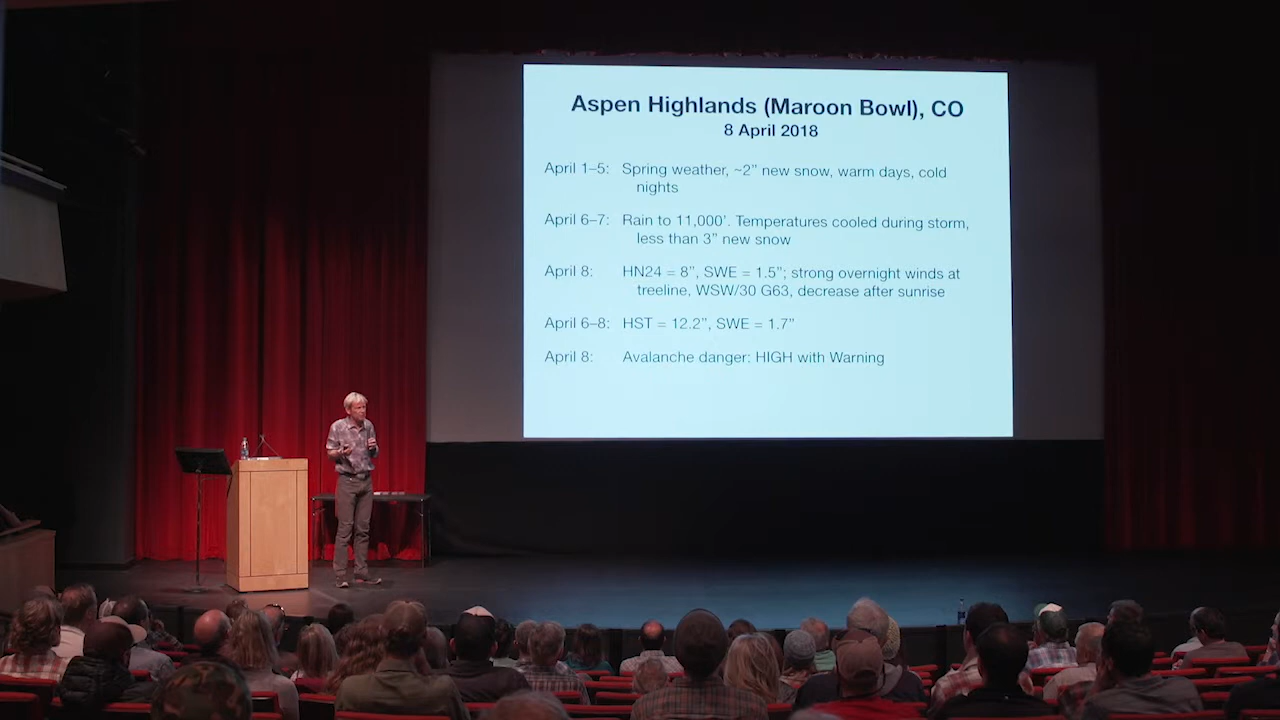 Aspen Highlands (Maroon Bowl), CO
8 April 2018
April 1–5: Spring weather, ~2” new snow, warm days, cold
nights
April 6–7: Rain to 11,000’. Temperatures cooled during storm,
less than 3” new snow
April 8: HN24 = 8”, SWE = 1.5”; strong overnight winds at
treeline, WSW/30 G63, decrease after sunrise
April 6–8: HST = 12.2”, SWE = 1.7”
April 8: Avalanche danger: HIGH with Warning